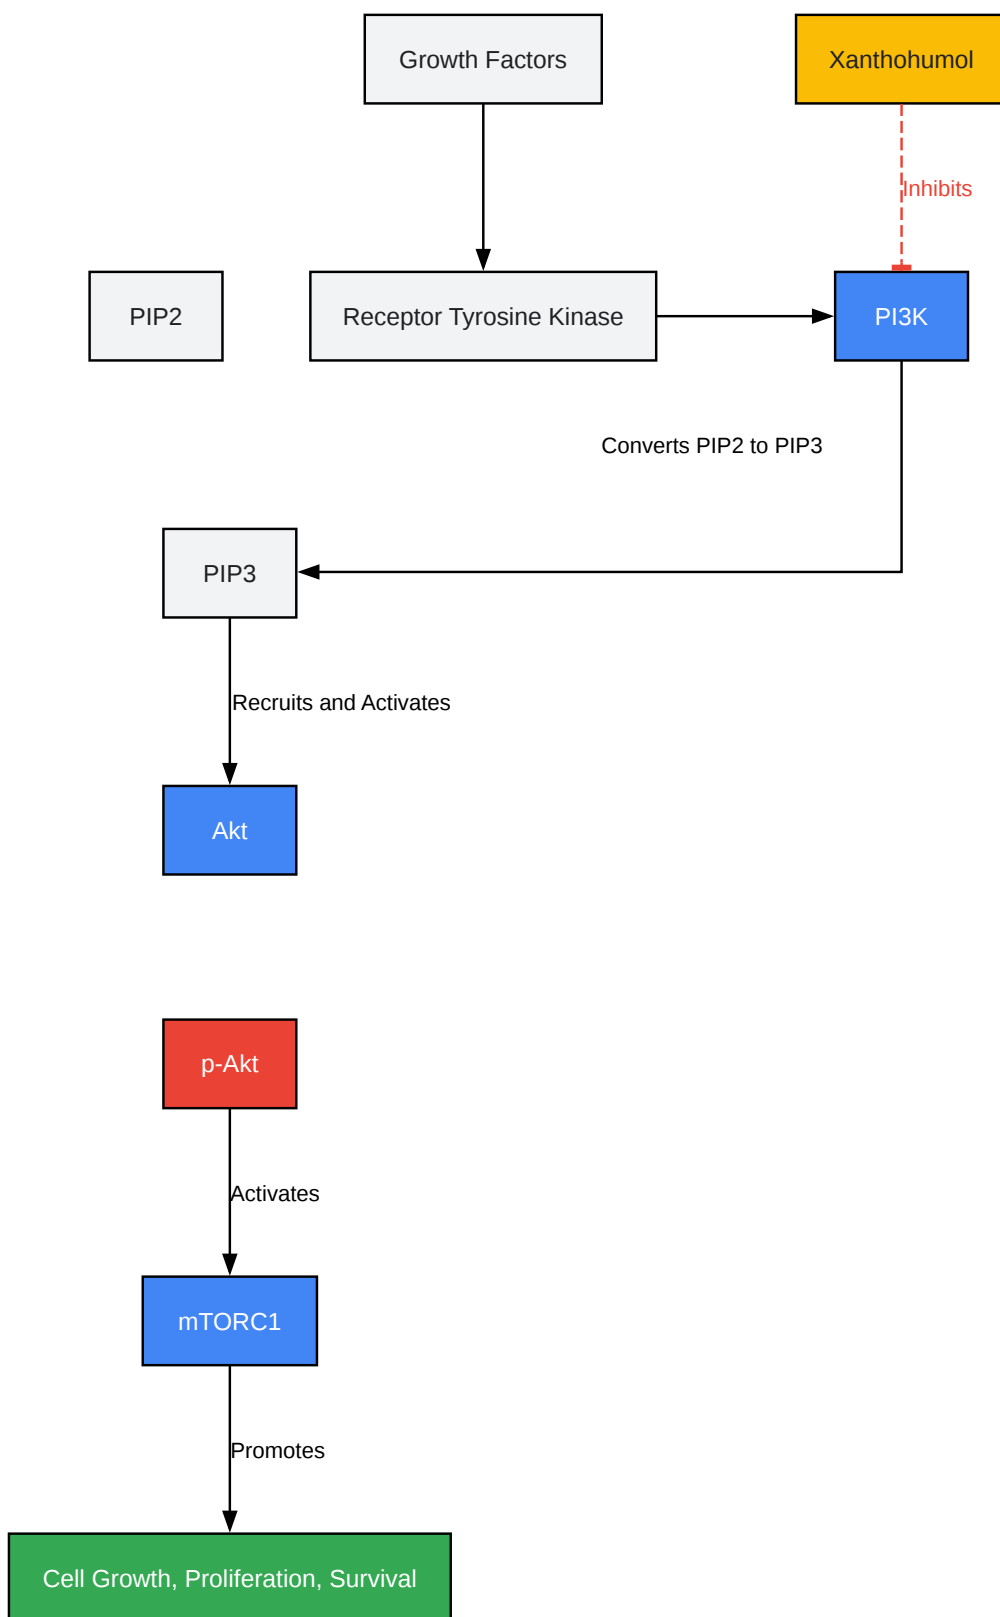 Growth Factors
Xanthohumol
Inhibits
PIP2
Receptor Tyrosine Kinase
PI3K
Converts PIP2 to PIP3
PIP3
Recruits and Activates
Akt
p-Akt
Activates
mTORC1
Promotes
Cell Growth, Proliferation, Survival